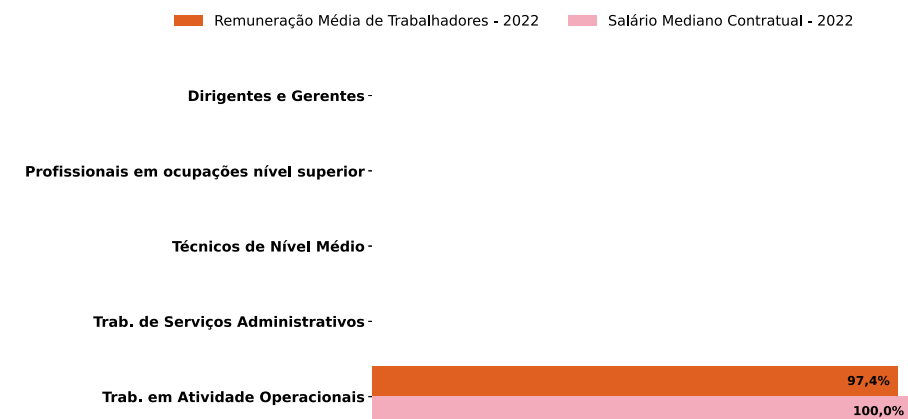 Remuneração Média de Trabalhadores - 2022 Salário Mediano Contratual - 2022
Dirigentes e Gerentes
Profissionais em ocupações nível superior
Técnicos de Nível Médio
Trab. de Serviços Administrativos
97,4%
Trab. em Atividade Operacionais
100,0%